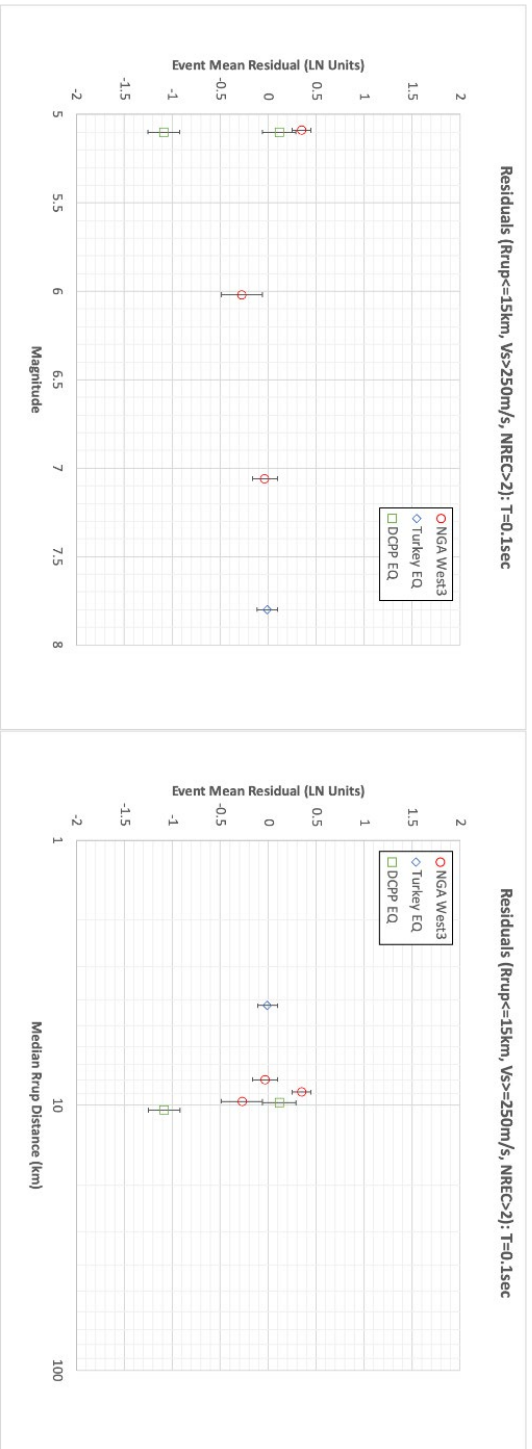 Residuals (Rrup<=15km, Vs>250m/s, NREC>2): T=0.1sec
Event Mean Residual (LN Units)
2
1.5
1
0.5
0
-0.5
-1
-1.5
-2
5
5.5
6
6.5
7
7.5
8
Magnitude
NGA West3
Turkey EQ
DCPP EQ
Residuals (Rrup<=15km, Vs>=250m/s, NREC>2): T=0.1sec
Event Mean Residual (LN Units)
2
1.5
1
0.5
0
-0.5
-1
-1.5
-2
1
10
100
Median Rrup Distance (km)
NGA West3
Turkey EQ
DCPP EQ